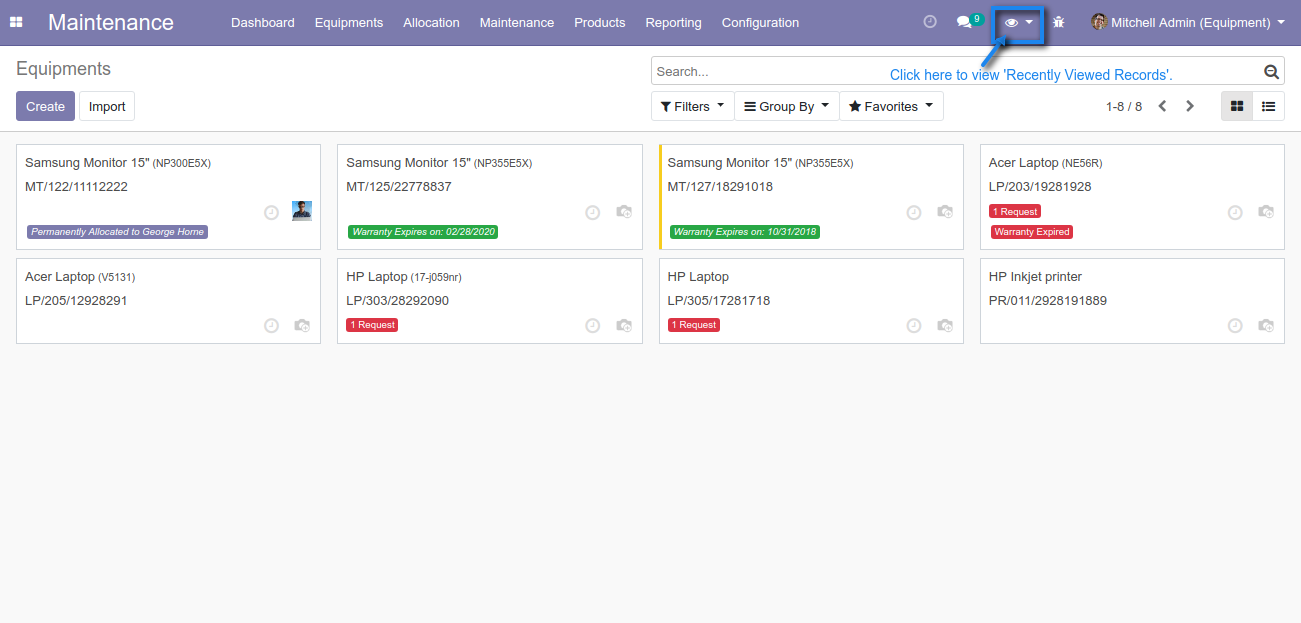 Maintenance Dashboard Equipments Allocation Maintenance Products Reporting Configuration 9 Mitchell Admin (Equipment)
Equipments
Search...
Click here to view 'Recently Viewed Records'.
Create Import Filters Group By Favorites 1-8 / 8
Samsung Monitor 15" (NP300E5X)
MT/122/11112222
Permanently Allocated to George Horne
Samsung Monitor 15" (NP355E5X)
MT/125/22778837
Warranty Expires on: 02/28/2020
Samsung Monitor 15" (NP355E5X)
MT/127/18291018
Warranty Expires on: 10/31/2018
Acer Laptop (NE56R)
LP/203/19281928
1 Request
Warranty Expired
Acer Laptop (V5131)
LP/205/12928291
HP Laptop (17-j059nr)
LP/303/28292090
1 Request
HP Laptop
LP/305/17281718
1 Request
HP Inkjet printer
PR/011/2928191889